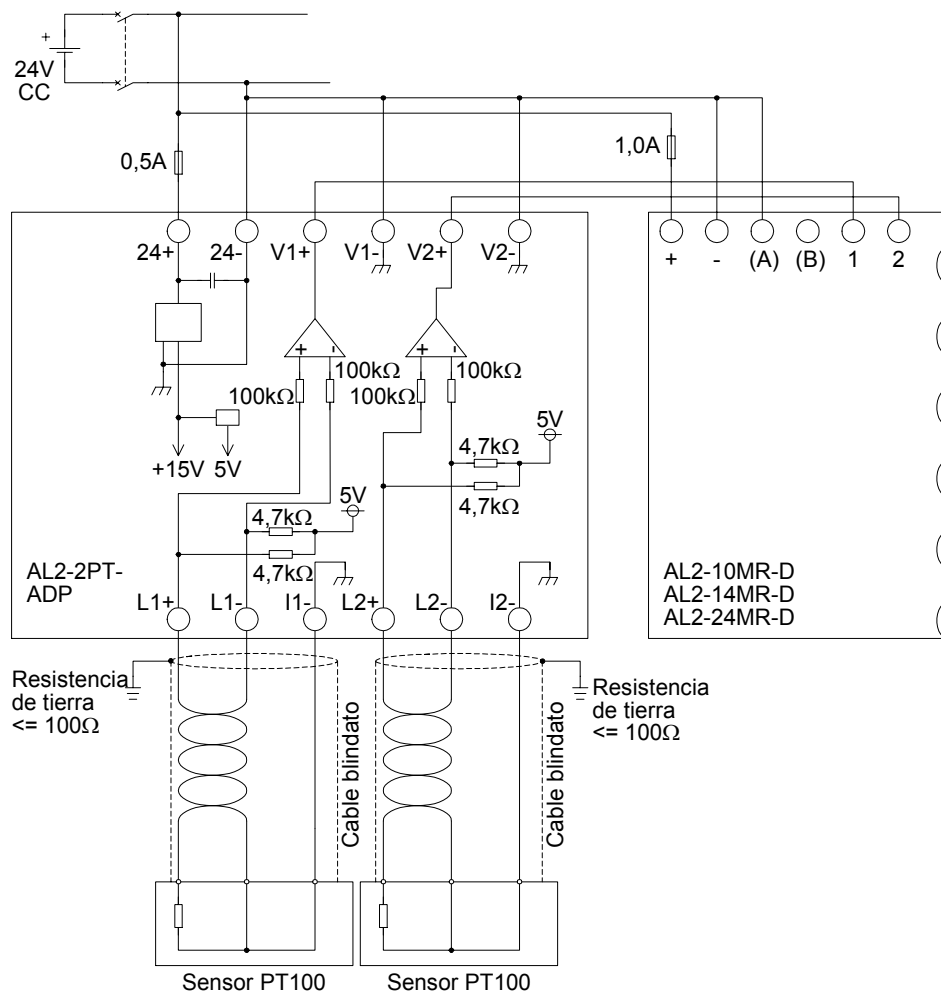 +
24V
CC
0,5A
1,0A
24+ 24- V1+ V1- V2+ V2-
+ - (A) (B) 1 2
+ - + -
100kΩ 100kΩ
100kΩ 100kΩ
5V
4,7kΩ
+15V 5V
4,7kΩ
5V
4,7kΩ
4,7kΩ
AL2-2PT-
ADP
AL2-10MR-D
AL2-14MR-D
AL2-24MR-D
L1+ L1- I1- L2+ L2- I2-
Resistencia
de tierra
<= 100Ω
Cable blindato
Cable blindato
Resistencia
de tierra
<= 100Ω
Sensor PT100 Sensor PT100